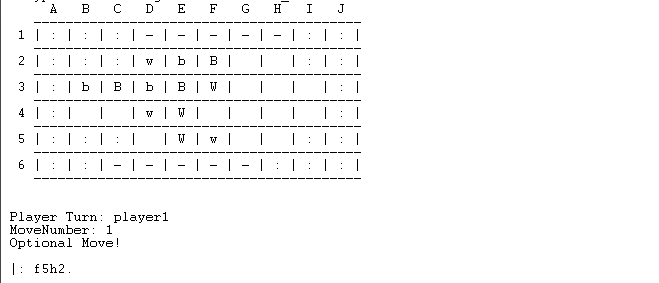 A B C D E F G H I J
1 | : | : | : | - | - | - | - | - | : | : |
2 | : | : | : | w | b | B |   |   | : | : |
3 | : | b | B | b | B | W |   |   |   | : |
4 | : |   |   | w | W |   |   |   |   | : |
5 | : | : | : |   | W | w |   |   | : | : |
6 | : | : | - | - | - | - | - | : | : | : |
Player Turn: player1
MoveNumber: 1
Optional Move!
|: f5h2.